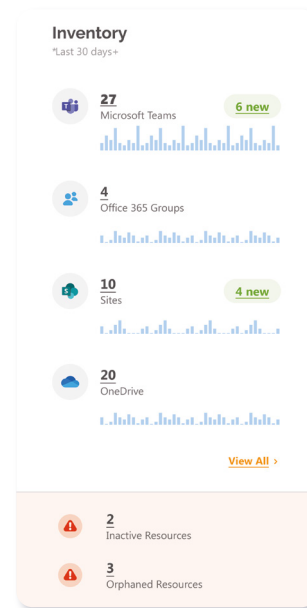 Inventory
*Last 30 days+
27
Microsoft Teams
6 new
4
Office 365 Groups
10
Sites
4 new
20
OneDrive
View All ›
2
Inactive Resources
3
Orphaned Resources